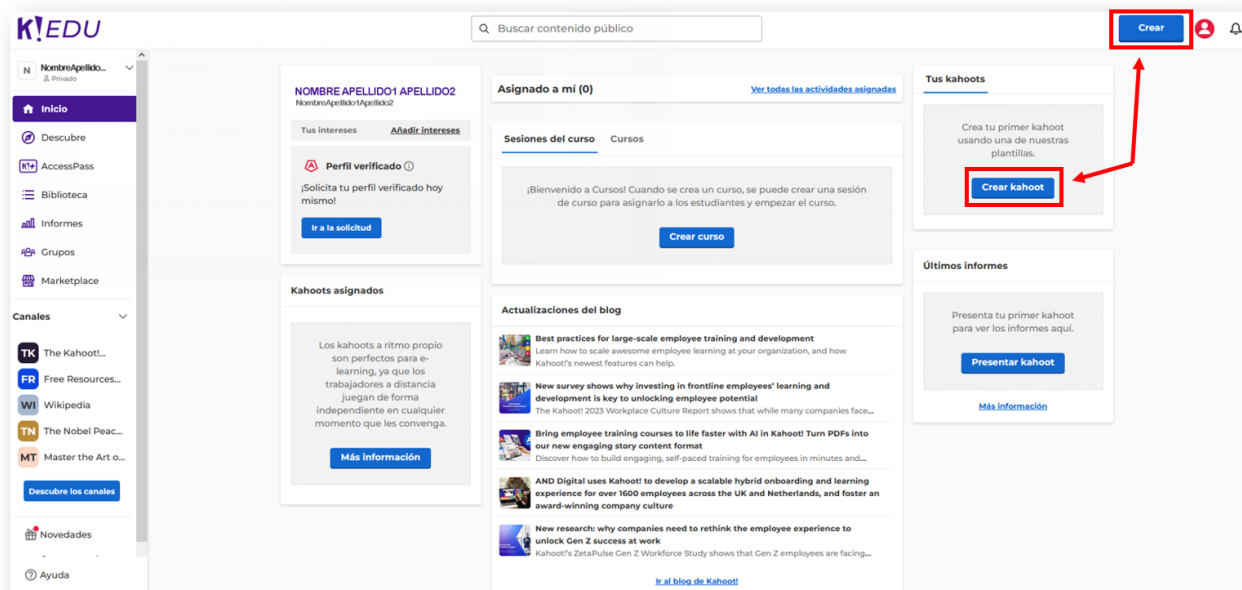 K!EDU
Buscar contenido público
Crear
N
NombreApellido...
Privado
Inicio
Descubre
K!+ AccessPass
Biblioteca
Informes
Grupos
Marketplace
Canales
TK The Kahoot!...
FR Free Resources...
WI Wikipedia
TN The Nobel Peac...
MT Master the Art o...
Descubre los canales
Novedades
Ayuda
NOMBRE APELLIDO1 APELLIDO2
NombreApellido1Apellido2
Tus intereses Añadir intereses
Perfil verificado
¡Solicita tu perfil verificado hoy
mismo!
Ir a la solicitud
Kahoots asignados
Los kahoots a ritmo propio
son perfectos para e-
learning, ya que los
trabajadores a distancia
juegan de forma
independiente en cualquier
momento que les convenga.
Más información
Asignado a mí (0) Ver todas las actividades asignadas
Sesiones del curso Cursos
¡Bienvenido a Cursos! Cuando se crea un curso, se puede crear una sesión
de curso para asignarlo a los estudiantes y empezar el curso.
Crear curso
Actualizaciones del blog
Best practices for large-scale employee training and development
Learn how to scale awesome employee learning at your organization, and how
Kahoot!'s newest features can help.
New survey shows why investing in frontline employees' learning and
development is key to unlocking employee potential
The Kahoot! 2023 Workplace Culture Report shows that while many companies face...
Bring employee training courses to life faster with AI in Kahoot! Turn PDFs into
our new engaging story content format
Discover how to build engaging, self-paced training for employees in minutes and...
AND Digital uses Kahoot! to develop a scalable hybrid onboarding and learning
experience for over 1600 employees across the UK and Netherlands, and foster an
award-winning company culture
New research: why companies need to rethink the employee experience to
unlock Gen Z success at work
Kahoot!'s ZetaPulse Gen Z Workforce Study shows that Gen Z employees are facing...
Ir al blog de Kahoot!
Tus kahoots
Crea tu primer kahoot
usando una de nuestras
plantillas.
Crear kahoot
Últimos informes
Presenta tu primer kahoot
para ver los informes aquí.
Presentar kahoot
Más información